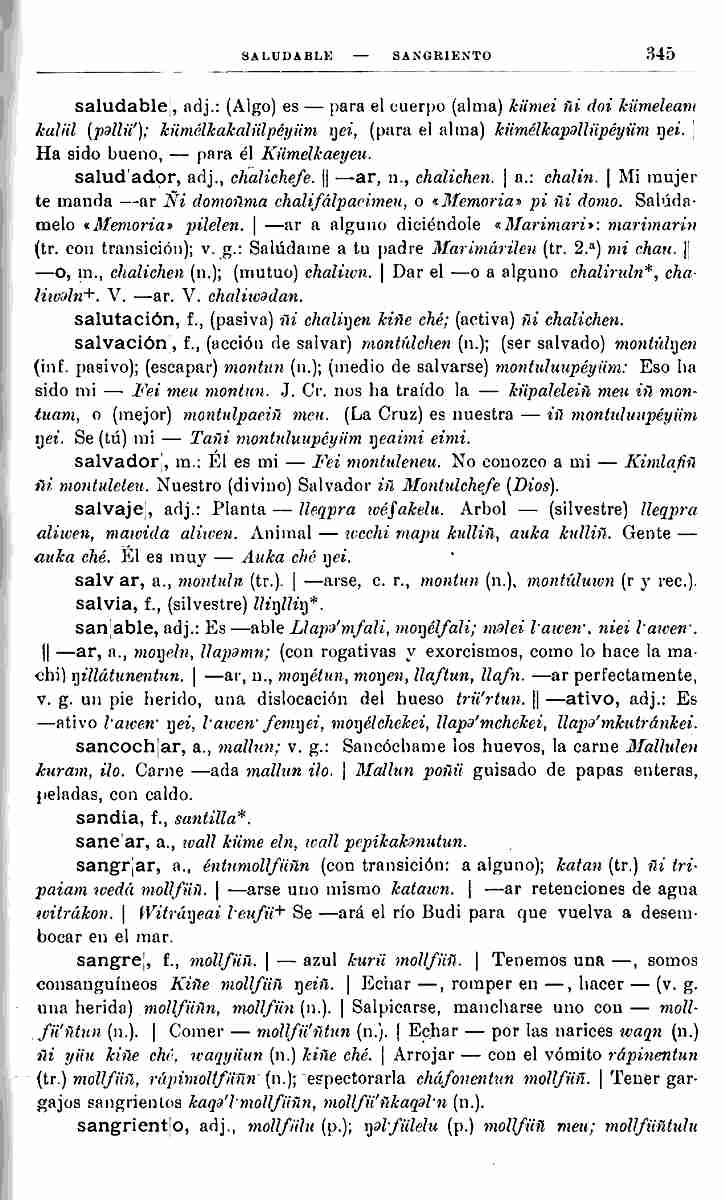 SALUDABLE — SANGRIENTO 345
saludable|, adj.: (Algo) es — para el cuerpo (alma) kümei ñi doi kümeleam
kalül (pəllü'); kümélkakalülpéyüm ŋei, (para el alma) kümélkapəllüpéyüm ŋei. |
Ha sido bueno, — para él Kümelkaeyeu.
salud|ador, adj., chalichefe. || —ar, n., chalichen. | a.: chalin. | Mi mujer
te manda —ar Ñi domoñma chalifálpaeimeu, o «Memoria» pi ñi domo. Salúda-
melo «Memoria» pilelen. | —ar a alguno diciéndole «Marimari»: marimarin
(tr. con transición); v. g.: Salúdame a tu padre Marimárilen (tr. 2.ª) mi chau. ||
—o, m., chalichen (n.); (mutuo) chaliwn. | Dar el —o a alguno chaliruln*, cha-
liwəln+. V. —ar. V. chaliwədan.
salutación, f., (pasiva) ñi chaliŋen kiñe ché; (activa) ñi chalichen.
salvación|, f., (acción de salvar) montúlchen (n.); (ser salvado) montúlŋen
(inf. pasivo); (escapar) montun (n.); (medio de salvarse) montuluupéyüm: Eso ha
sido mi — Fei meu montun. J. Cr. nos ha traído la — küpaleleiñ meu iñ mon-
tuam, o (mejor) montulpaeiñ meu. (La Cruz) es nuestra — iñ montuluupéyüm
ŋei. Se (tú) mi — Tañi montuluupéyüm ŋeaimi eimi.
salvador|, m.: Él es mi — Fei montuleneu. No conozco a mi — Kimlafiñ
ñi montuleteu. Nuestro (divino) Salvador iñ Montulchefe (Dios).
salvaje|, adj.: Planta — lleqpra wéfakelu. Arbol — (silvestre) lleqpra
aliwen, mawida aliwen. Animal — wechi mapu kulliñ, auka kulliñ. Gente —
auka ché. Él es muy — Auka ché ŋei.
salv|ar, a., montuln (tr.). | —arse, c. r., montun (n.), montúluwn (r y rec.).
salvia, f., (silvestre) lliŋlliŋ*.
san|able, adj.: Es —able Llapə'mfali, moŋélfali; məlei l·awen·, niei l·awen·.
|| —ar, a., moŋeln, llapəmn; (con rogativas y exorcismos, como lo hace la ma-
chi) ŋillátunentun. | —ar, n., moŋétun, moŋen, llaftun, llafn. —ar perfectamente,
v. g. un pie herido, una dislocación del hueso trü'rtun. || —ativo, adj.: Es
—ativo l·awen· ŋei, l·awen· femŋei, moŋélchekei, llapə'mchekei, llapə'mkutránkei.
sancoch|ar, a., mallun; v. g.: Sancóchame los huevos, la carne Mallulen
kuram, ilo. Carne —ada mallun ilo. | Mallun poñü guisado de papas enteras,
peladas, con caldo.
sandia, f., santilla*.
sane|ar, a., wall küme eln, wall pepikakənutun.
sangr|ar, a., éntumollfüñn (con transición: a alguno); katan (tr.) ñi tri-
paiam wedá mollfüñ. | —arse uno mismo katawn. | —ar retenciones de agua
witrákon. | Witráŋeai l·eufü+ Se —ará el río Budi para que vuelva a desem-
bocar en el mar.
sangre|, f., mollfüñ. | — azul kurü mollfüñ. | Tenemos una —, somos
consanguíneos Kiñe mollfüñ ŋeiñ. | Echar —, romper en —, hacer — (v. g.
una herida) mollfüñn, mollfün (n.). | Salpicarse, mancharse uno con — moll-
fü'ñtun (n.). | Comer — mollfü'ñtun (n.). | Echar — por las narices waqn (n.)
ñi yüu kiñe ché, waqyüun (n.) kiñe ché. | Arrojar — con el vómito rápinentun
(tr.) mollfüñ, rápimollfüñn (n.); espectorarla cháfonentun mollfüñ. | Tener gar-
gajos sangrientos kaqə'l·mollfüñn, mollfü'ñkaqəl·n (n.).
sangrient|o, adj., mollfülu (p.); ŋəl·fülelu (p.) mollfüñ meu; mollfüñtulu